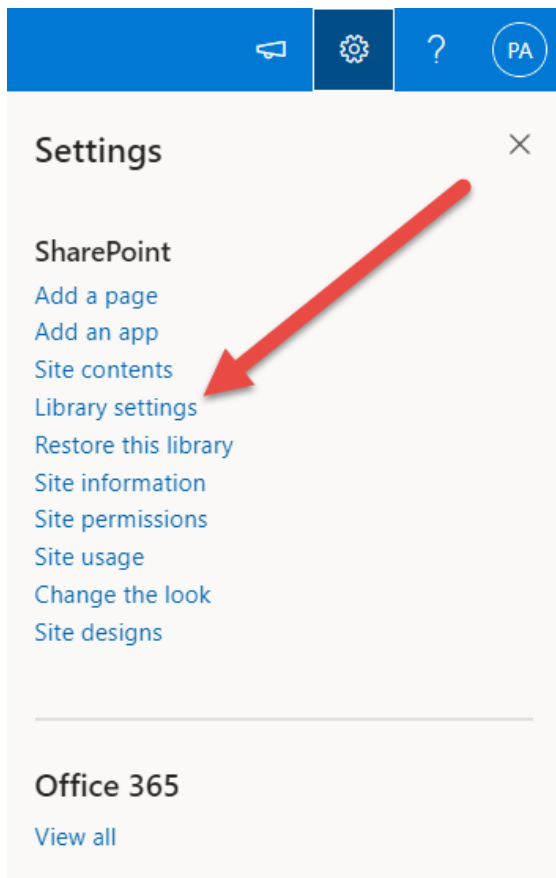 PA
Settings
SharePoint
Add a page
Add an app
Site contents
Library settings
Restore this library
Site information
Site permissions
Site usage
Change the look
Site designs
Office 365
View all